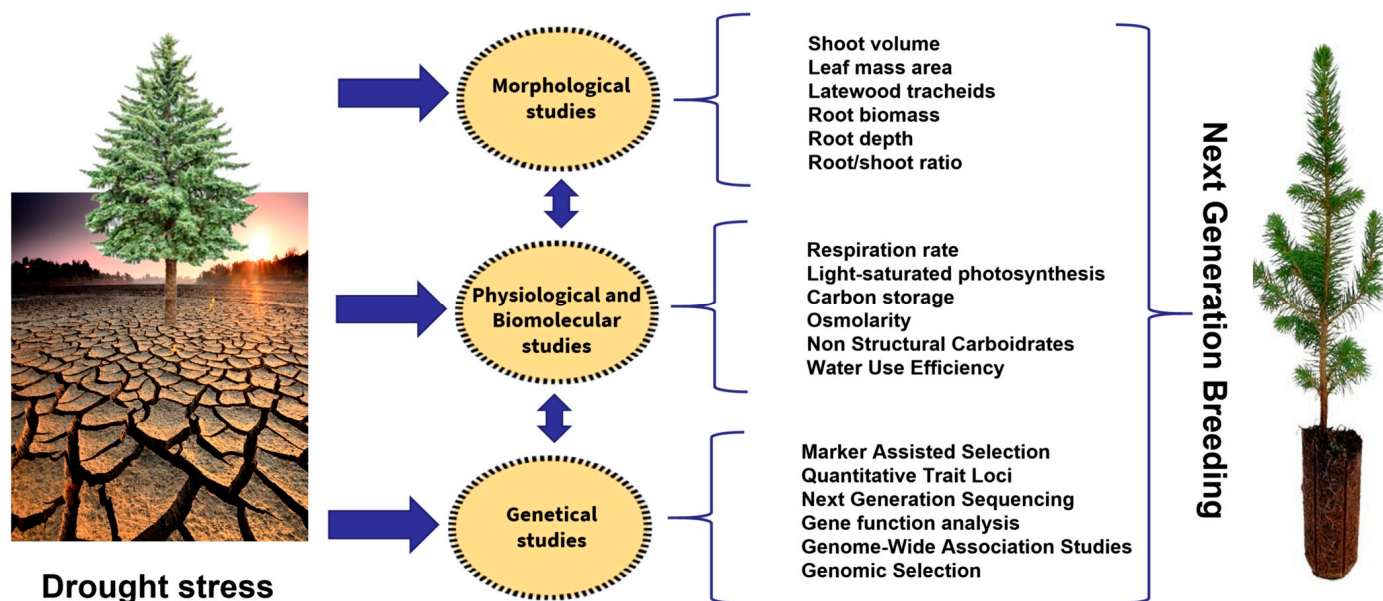 Drought stress
Morphological
studies
Physiological and
Biomolecular
studies
Genetical
studies
Shoot volume
Leaf mass area
Latewood tracheids
Root biomass
Root depth
Root/shoot ratio
Respiration rate
Light-saturated photosynthesis
Carbon storage
Osmolarity
Non Structural Carboidrates
Water Use Efficiency
Marker Assisted Selection
Quantitative Trait Loci
Next Generation Sequencing
Gene function analysis
Genome-Wide Association Studies
Genomic Selection
Next Generation Breeding